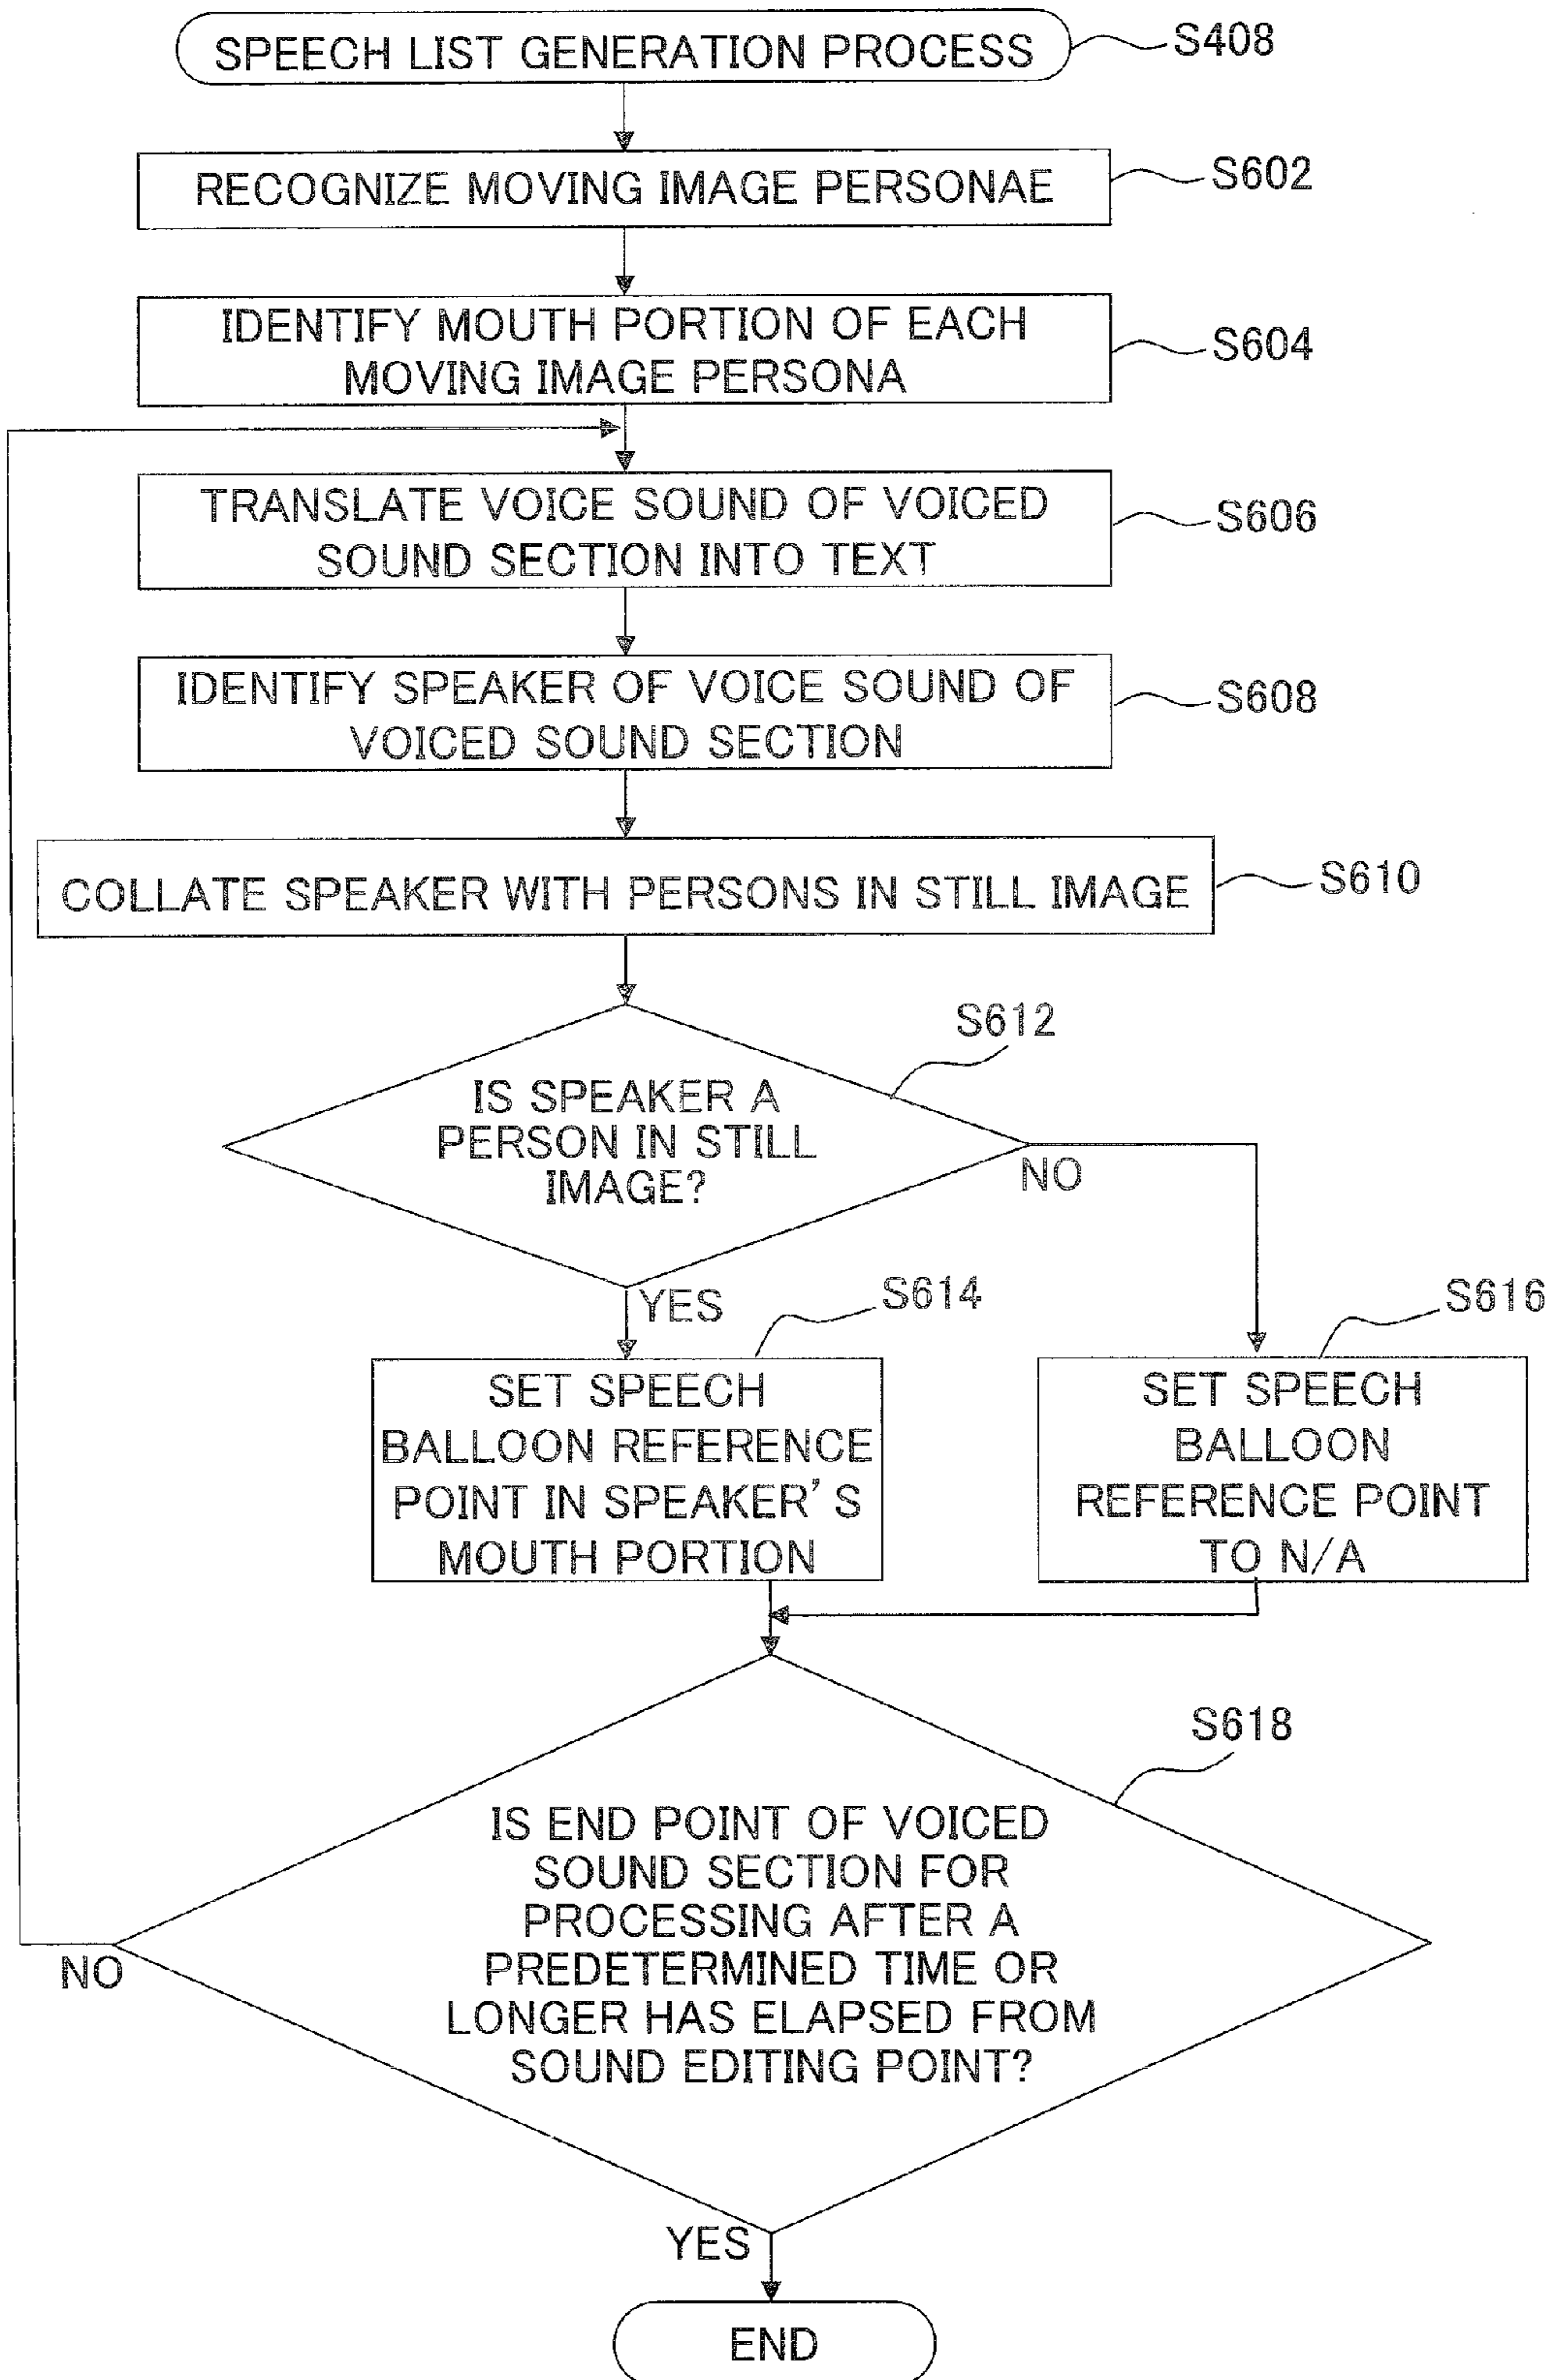 SPEECH LIST GENERATION PROCESS
S408
RECOGNIZE MOVING IMAGE PERSONAE
S602
IDENTIFY MOUTH PORTION OF EACH
MOVING IMAGE PERSONA
S604
TRANSLATE VOICE SOUND OF VOICED
SOUND SECTION INTO TEXT
S606
IDENTIFY SPEAKER OF VOICE SOUND OF
VOICED SOUND SECTION
S608
COLLATE SPEAKER WITH PERSONS IN STILL IMAGE
S610
S612
IS SPEAKER A
PERSON IN STILL
IMAGE?
NO
YES
S614
S616
SET SPEECH
BALLOON REFERENCE
POINT IN SPEAKER'S
MOUTH PORTION
SET SPEECH
BALLOON
REFERENCE POINT
TO N/A
S618
IS END POINT OF VOICED
SOUND SECTION FOR
PROCESSING AFTER A
PREDETERMINED TIME OR
LONGER HAS ELAPSED FROM
SOUND EDITING POINT?
NO
YES
END